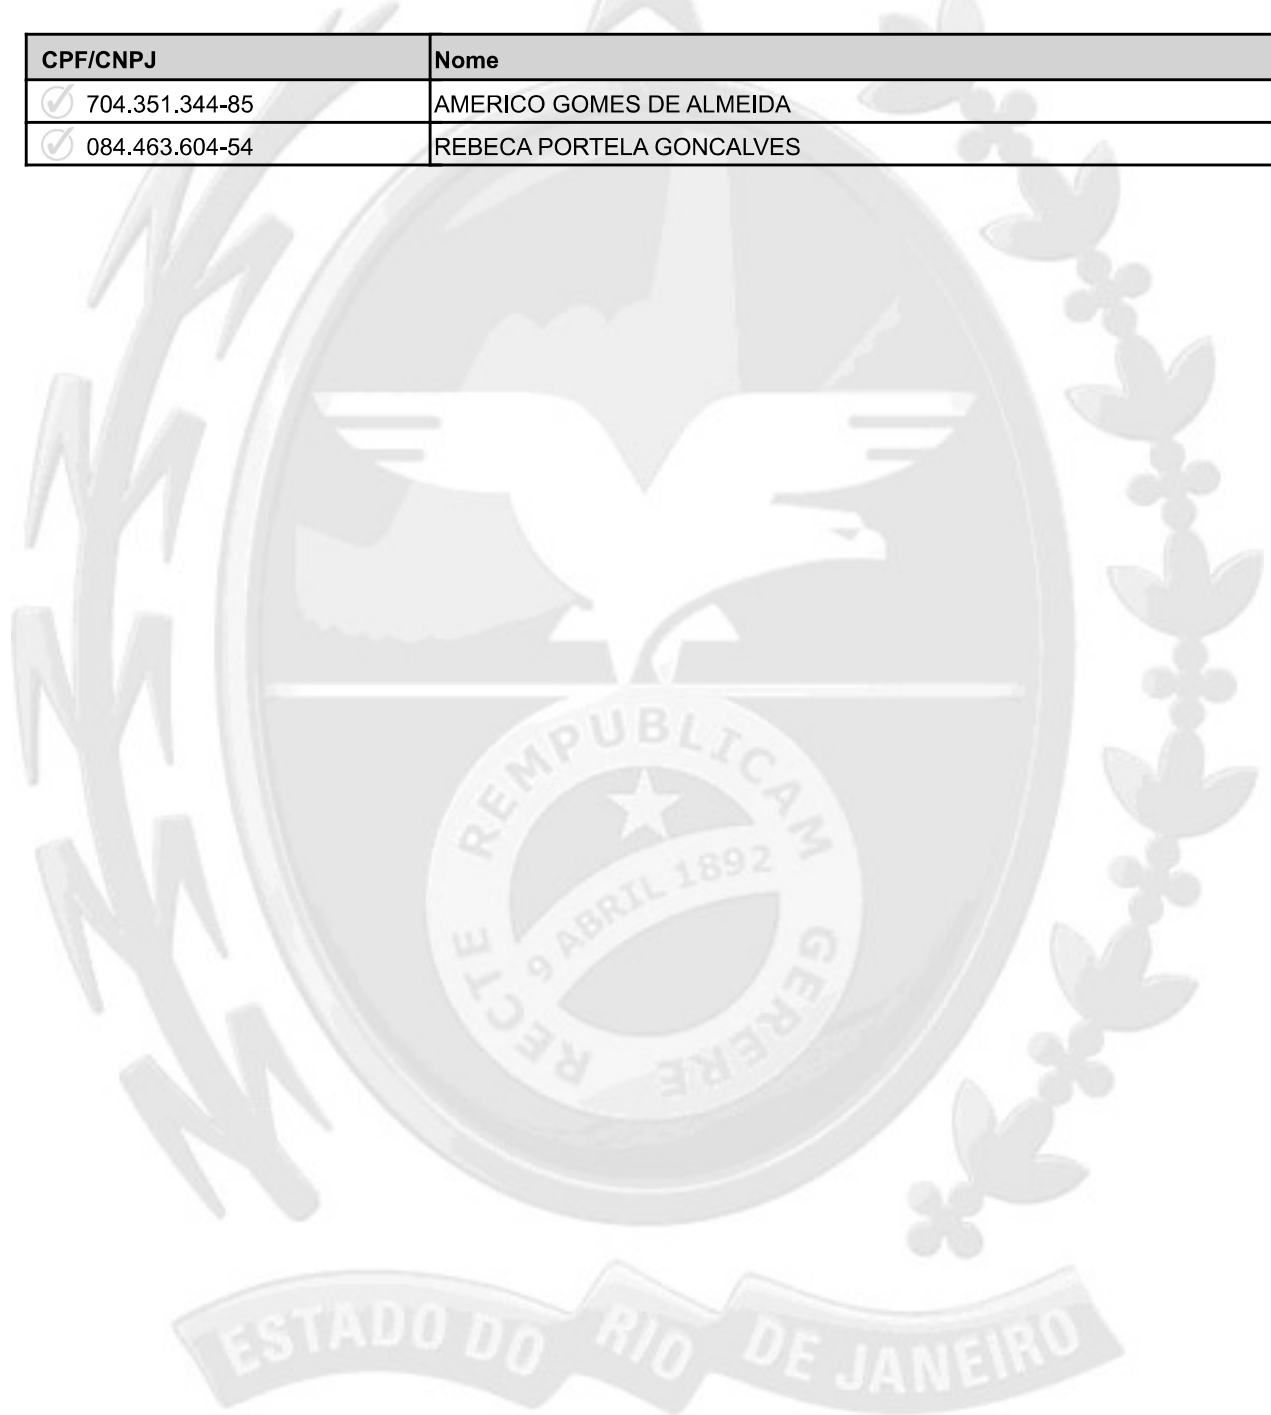 CPF/CNPJ Nome
704.351.344-85 AMERICO GOMES DE ALMEIDA
084.463.604-54 REBECA PORTELA GONCALVES
RECTE REMPUBLICAM GERERE
9 ABRIL 1892
ESTADO DO RIO DE JANEIRO